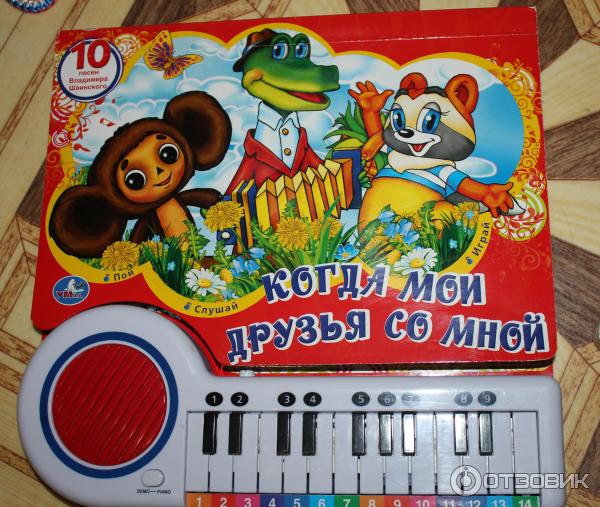 10
песен
Владимира
Шаинского
Пой
Слушай
Играй
УМка
КОГДА МОИ
ДРУЗЬЯ СО МНОЙ
1 2 3 4 5 6 7 8 9
DEMO PIANO
1 2 3 4 5 6 7 8 9 10 11 12 13 14
ОТЗОВИК